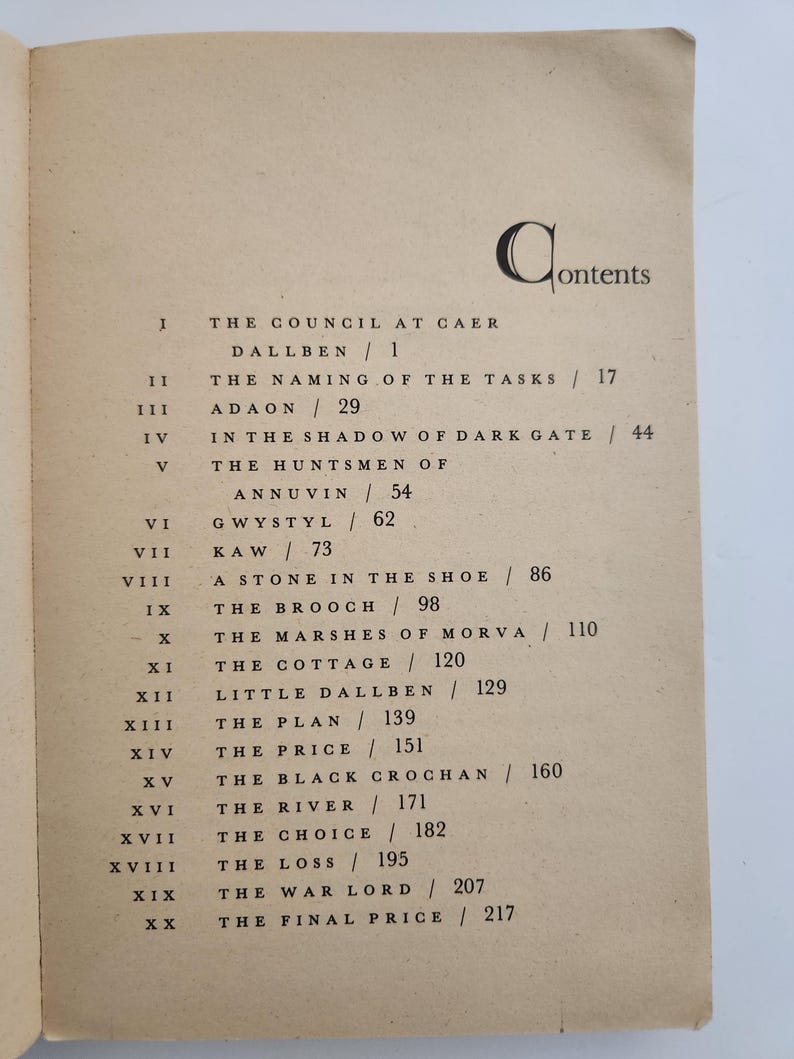 Contents
I THE COUNCIL AT CAER
DALLBEN / 1
II THE NAMING OF THE TASKS / 17
III ADAON / 29
IV IN THE SHADOW OF DARK GATE / 44
V THE HUNTSMEN OF
ANNUVIN / 54
VI GWYSTYL / 62
VII KAW / 73
VIII A STONE IN THE SHOE / 86
IX THE BROOCH / 98
X THE MARSHES OF MORVA / 110
XI THE COTTAGE / 120
XII LITTLE DALLBEN / 129
XIII THE PLAN / 139
XIV THE PRICE / 151
XV THE BLACK CROCHAN / 160
XVI THE RIVER / 171
XVII THE CHOICE / 182
XVIII THE LOSS / 195
XIX THE WAR LORD / 207
XX THE FINAL PRICE / 217